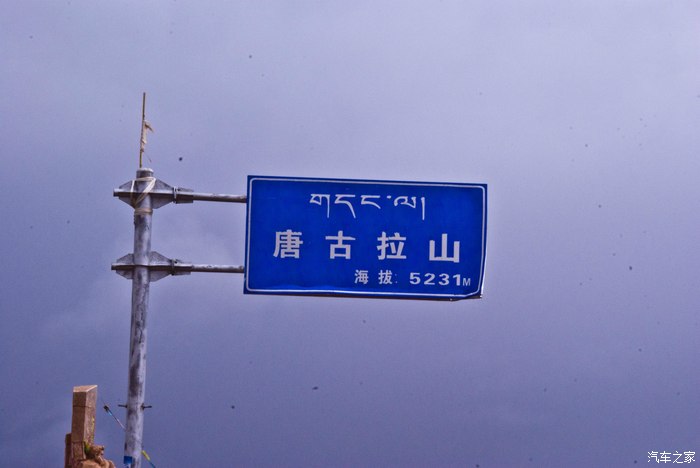 གདང་ལ།
唐古拉山
海拔: 5231M
汽车之家